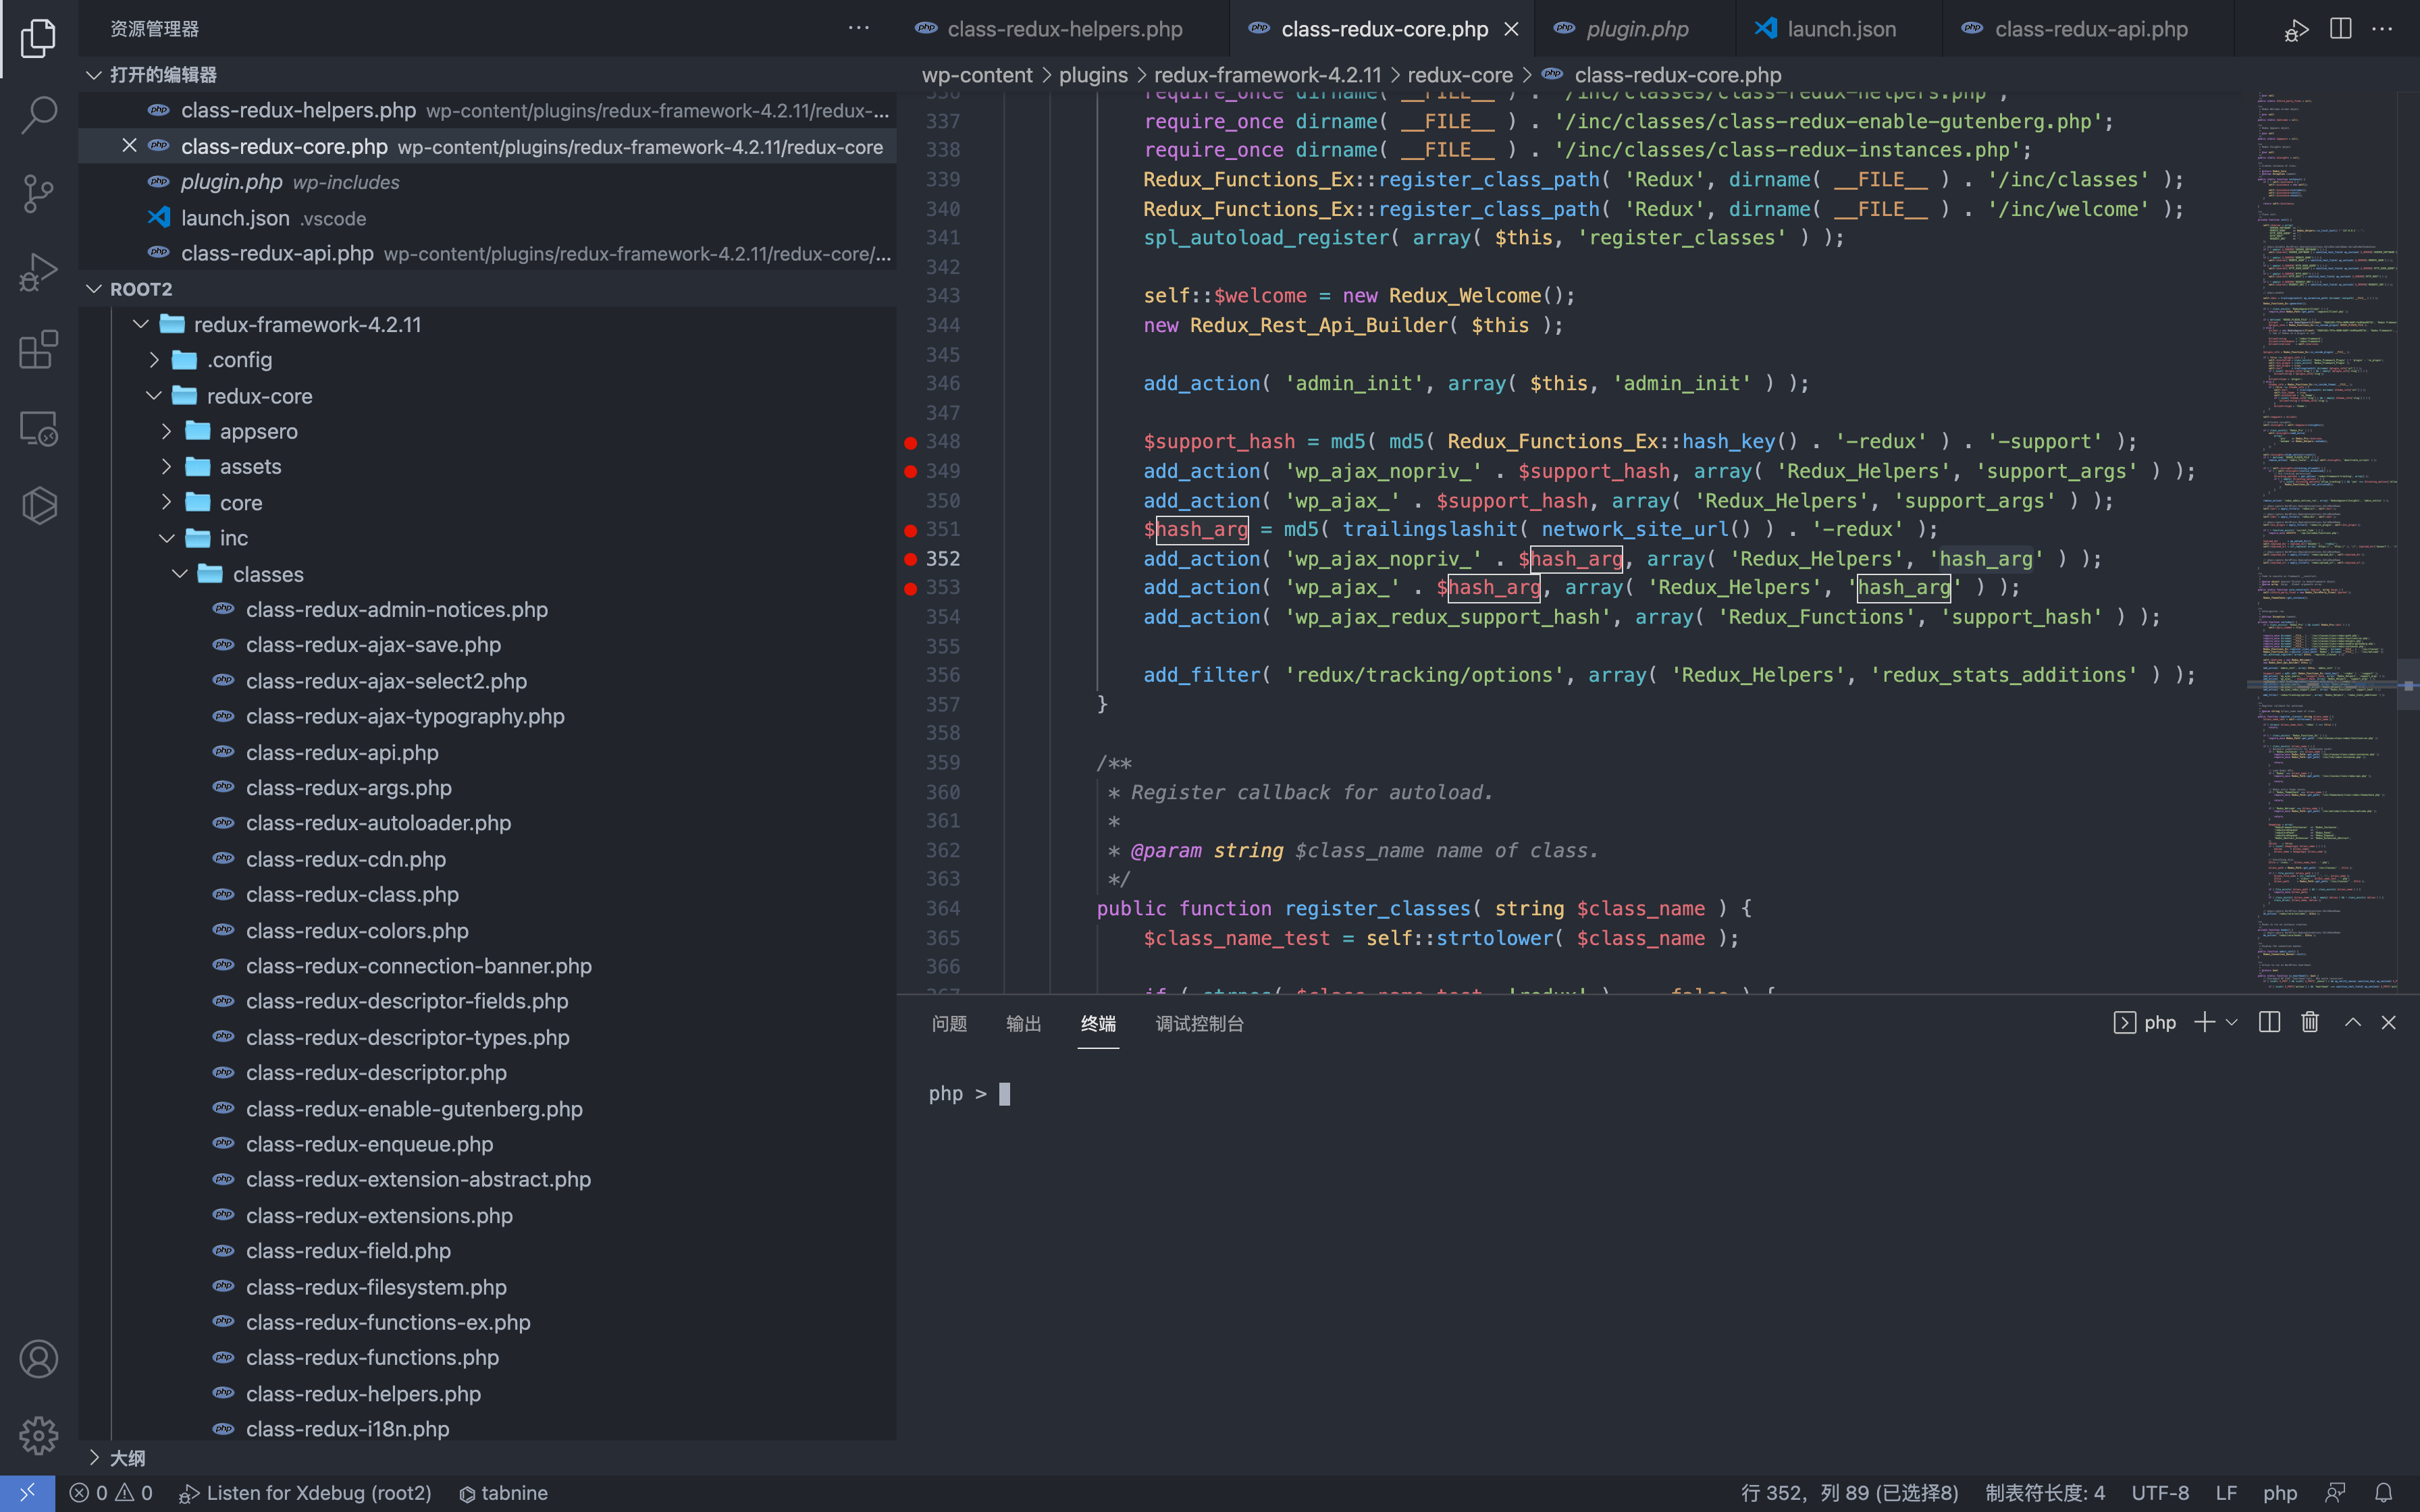 资源管理器
打开的编辑器
class-redux-helpers.php wp-content/plugins/redux-framework-4.2.11/redux-...
class-redux-core.php wp-content/plugins/redux-framework-4.2.11/redux-core
plugin.php wp-includes
launch.json .vscode
class-redux-api.php wp-content/plugins/redux-framework-4.2.11/redux-core/...
ROOT2
redux-framework-4.2.11
.config
redux-core
appsero
assets
core
inc
classes
class-redux-admin-notices.php
class-redux-ajax-save.php
class-redux-ajax-select2.php
class-redux-ajax-typography.php
class-redux-api.php
class-redux-args.php
class-redux-autoloader.php
class-redux-cdn.php
class-redux-class.php
class-redux-colors.php
class-redux-connection-banner.php
class-redux-descriptor-fields.php
class-redux-descriptor-types.php
class-redux-descriptor.php
class-redux-enable-gutenberg.php
class-redux-enqueue.php
class-redux-extension-abstract.php
class-redux-extensions.php
class-redux-field.php
class-redux-filesystem.php
class-redux-functions-ex.php
class-redux-functions.php
class-redux-helpers.php
class-redux-i18n.php
大纲
class-redux-helpers.php
class-redux-core.php
plugin.php
launch.json
class-redux-api.php
wp-content > plugins > redux-framework-4.2.11 > redux-core > class-redux-core.php
336 require_once dirname( __FILE__ ) . '/inc/classes/class-redux-helpers.php';
337 require_once dirname( __FILE__ ) . '/inc/classes/class-redux-enable-gutenberg.php';
338 require_once dirname( __FILE__ ) . '/inc/classes/class-redux-instances.php';
339 Redux_Functions_Ex::register_class_path( 'Redux', dirname( __FILE__ ) . '/inc/classes' );
340 Redux_Functions_Ex::register_class_path( 'Redux', dirname( __FILE__ ) . '/inc/welcome' );
341 spl_autoload_register( array( $this, 'register_classes' ) );
342
343 self::$welcome = new Redux_Welcome();
344 new Redux_Rest_Api_Builder( $this );
345
346 add_action( 'admin_init', array( $this, 'admin_init' ) );
347
348 $support_hash = md5( md5( Redux_Functions_Ex::hash_key() . '-redux' ) . '-support' );
349 add_action( 'wp_ajax_nopriv_' . $support_hash, array( 'Redux_Helpers', 'support_args' ) );
350 add_action( 'wp_ajax_' . $support_hash, array( 'Redux_Helpers', 'support_args' ) );
351 $hash_arg = md5( trailingslashit( network_site_url() ) . '-redux' );
352 add_action( 'wp_ajax_nopriv_' . $hash_arg, array( 'Redux_Helpers', 'hash_arg' ) );
353 add_action( 'wp_ajax_' . $hash_arg, array( 'Redux_Helpers', 'hash_arg' ) );
354 add_action( 'wp_ajax_redux_support_hash', array( 'Redux_Functions', 'support_hash' ) );
355
356 add_filter( 'redux/tracking/options', array( 'Redux_Helpers', 'redux_stats_additions' ) );
357 }
358
359 /**
360 * Register callback for autoload.
361 *
362 * @param string $class_name name of class.
363 */
364 public function register_classes( string $class_name ) {
365 $class_name_test = self::strtolower( $class_name );
366
367 if ( strpos( $class_name_test, 'redux' ) === false ) {
问题 输出 终端 调试控制台
php
php >
0 0 Listen for Xdebug (root2) tabnine
行 352，列 89 (已选择8) 制表符长度: 4 UTF-8 LF php